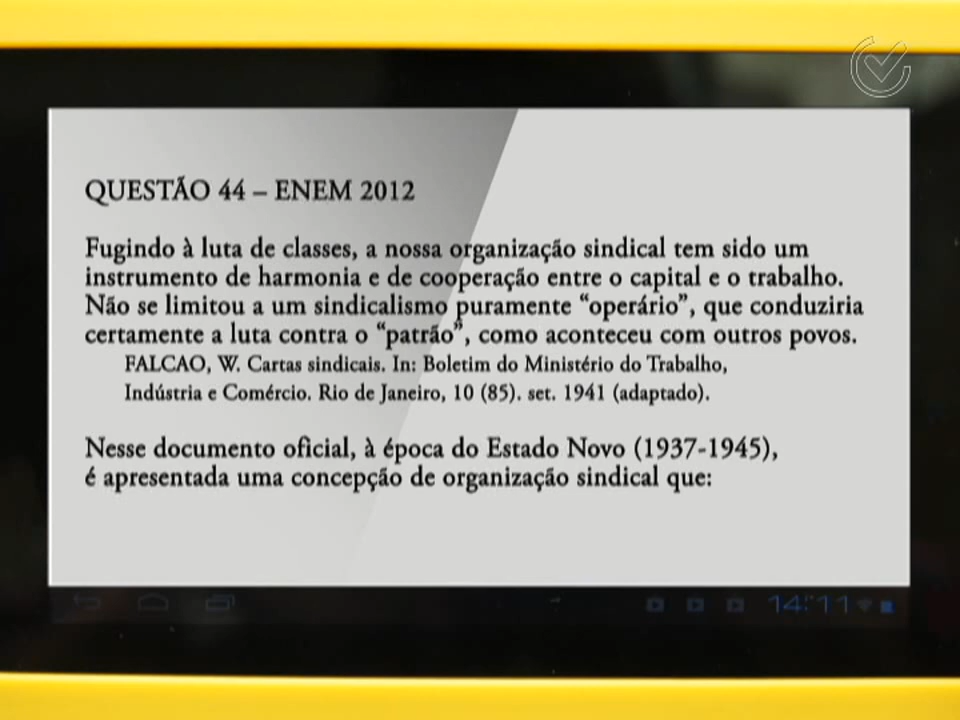 QUESTÃO 44 – ENEM 2012
Fugindo à luta de classes, a nossa organização sindical tem sido um
instrumento de harmonia e de cooperação entre o capital e o trabalho.
Não se limitou a um sindicalismo puramente “operário”, que conduziria
certamente a luta contra o “patrão”, como aconteceu com outros povos.
FALCAO, W. Cartas sindicais. In: Boletim do Ministério do Trabalho,
Indústria e Comércio. Rio de Janeiro, 10 (85). set. 1941 (adaptado).
Nesse documento oficial, à época do Estado Novo (1937-1945),
é apresentada uma concepção de organização sindical que:
14:11